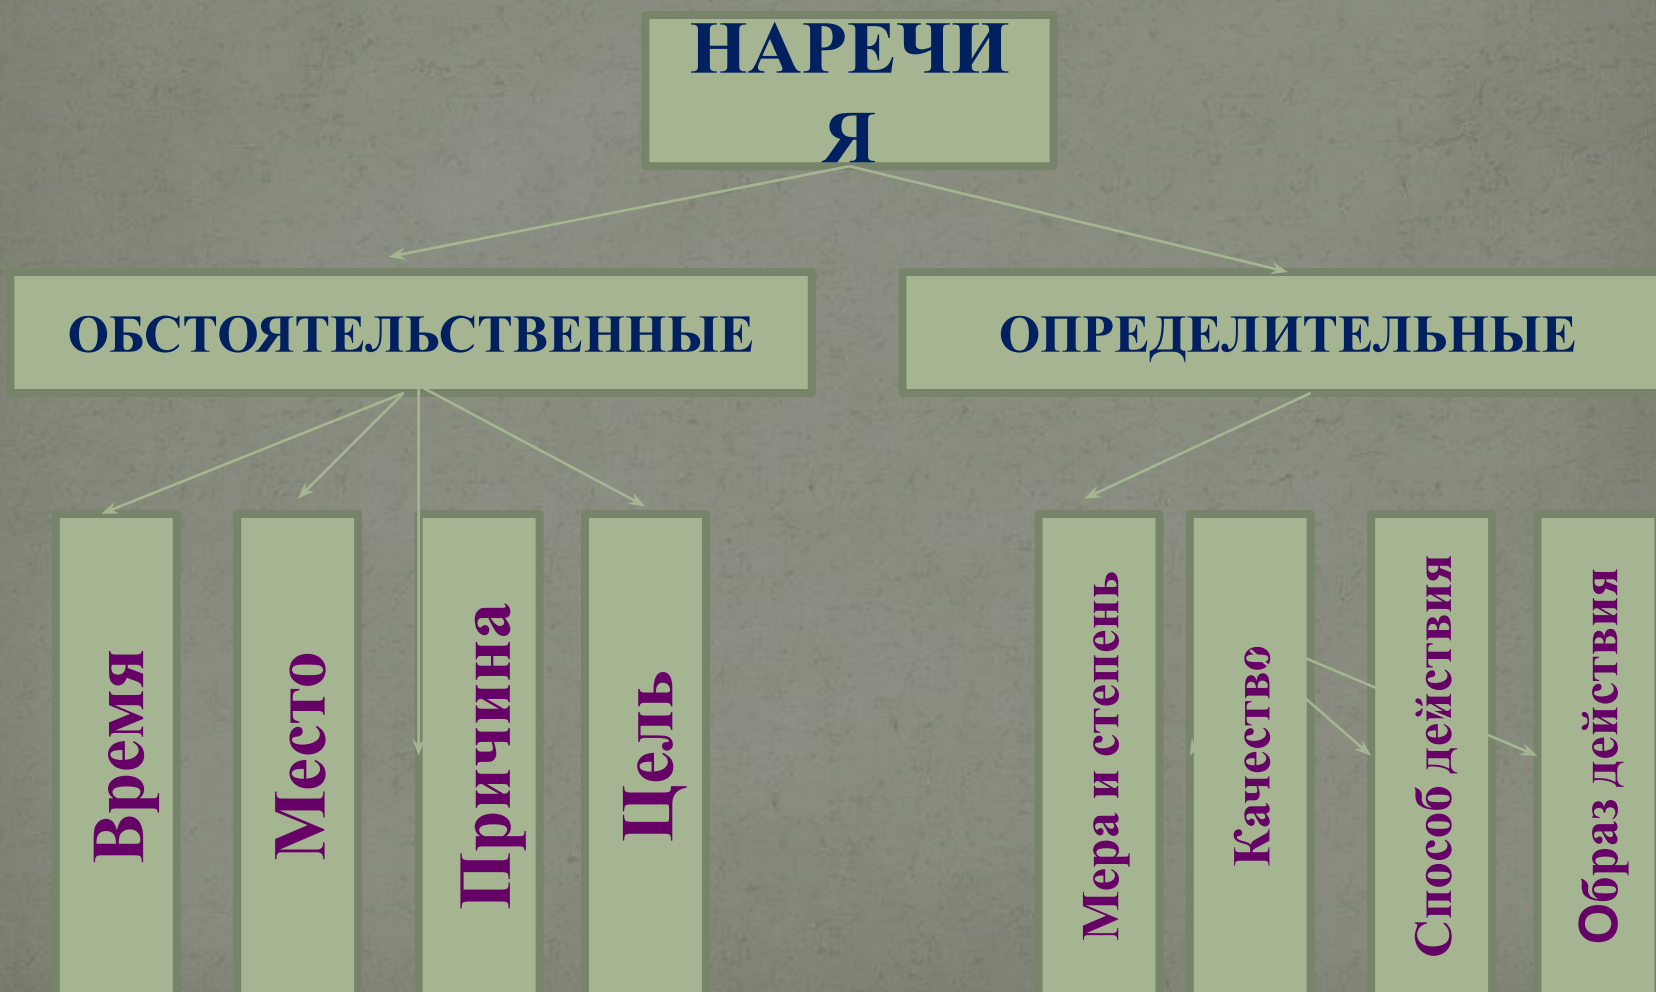 НАРЕЧИ
Я
ОБСТОЯТЕЛЬСТВЕННЫЕ
ОПРЕДЕЛИТЕЛЬНЫЕ
Время
Место
Причина
Цель
Мера и степень
Качество
Способ действия
Образ действия